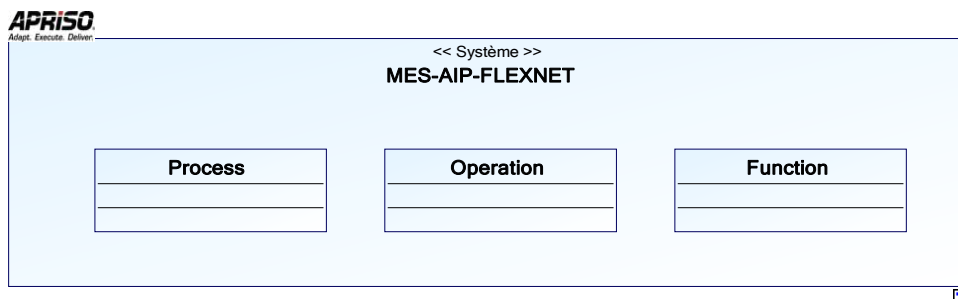 APRISO
Adapt. Execute. Deliver.
<< Système >>
MES-AIP-FLEXNET
Process
Operation
Function